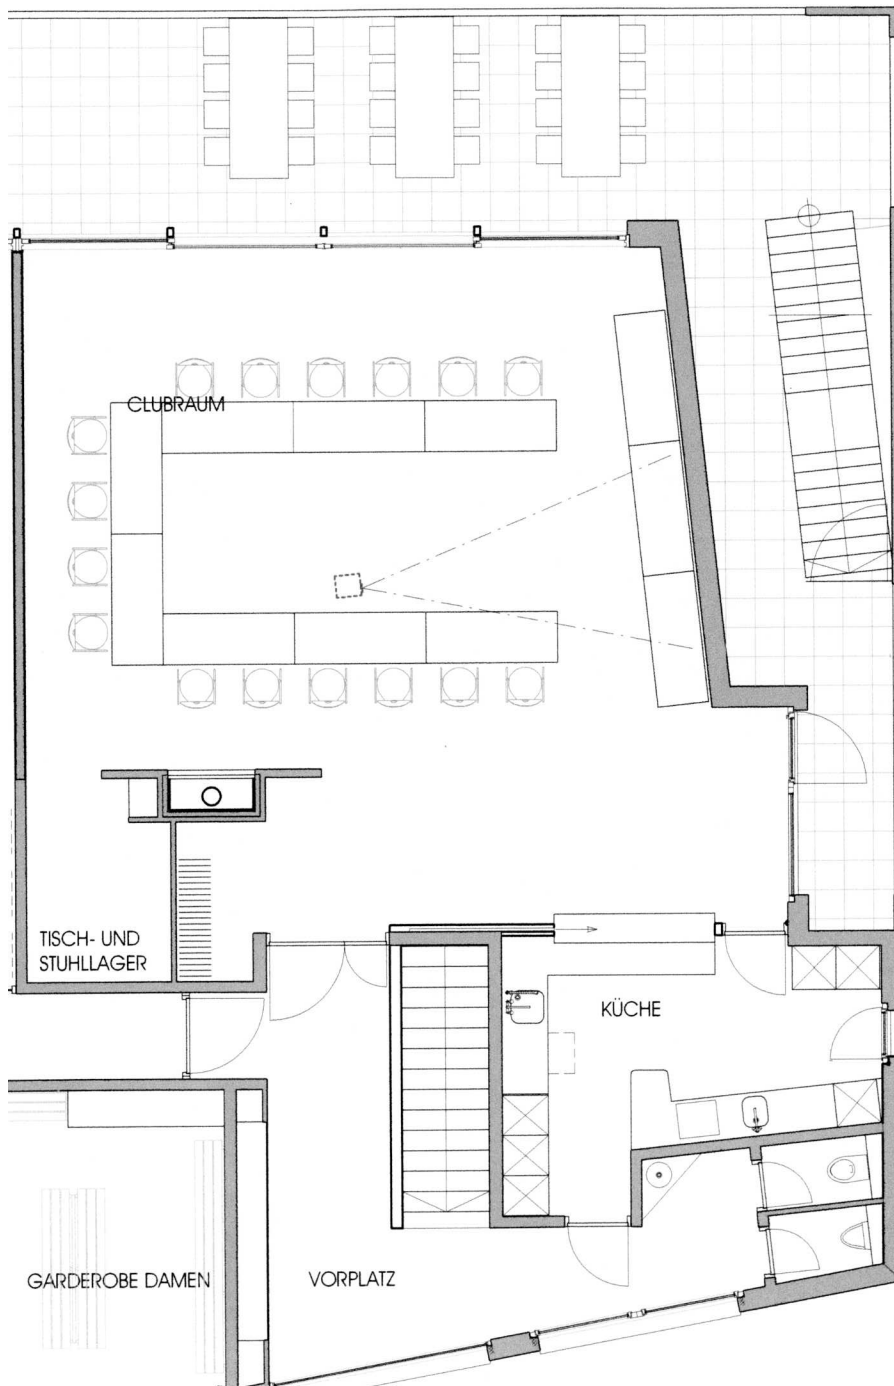 CLUBRAUM
TISCH- UND
STUHLLAGER
KÜCHE
GARDEROBE DAMEN
VORPLATZ